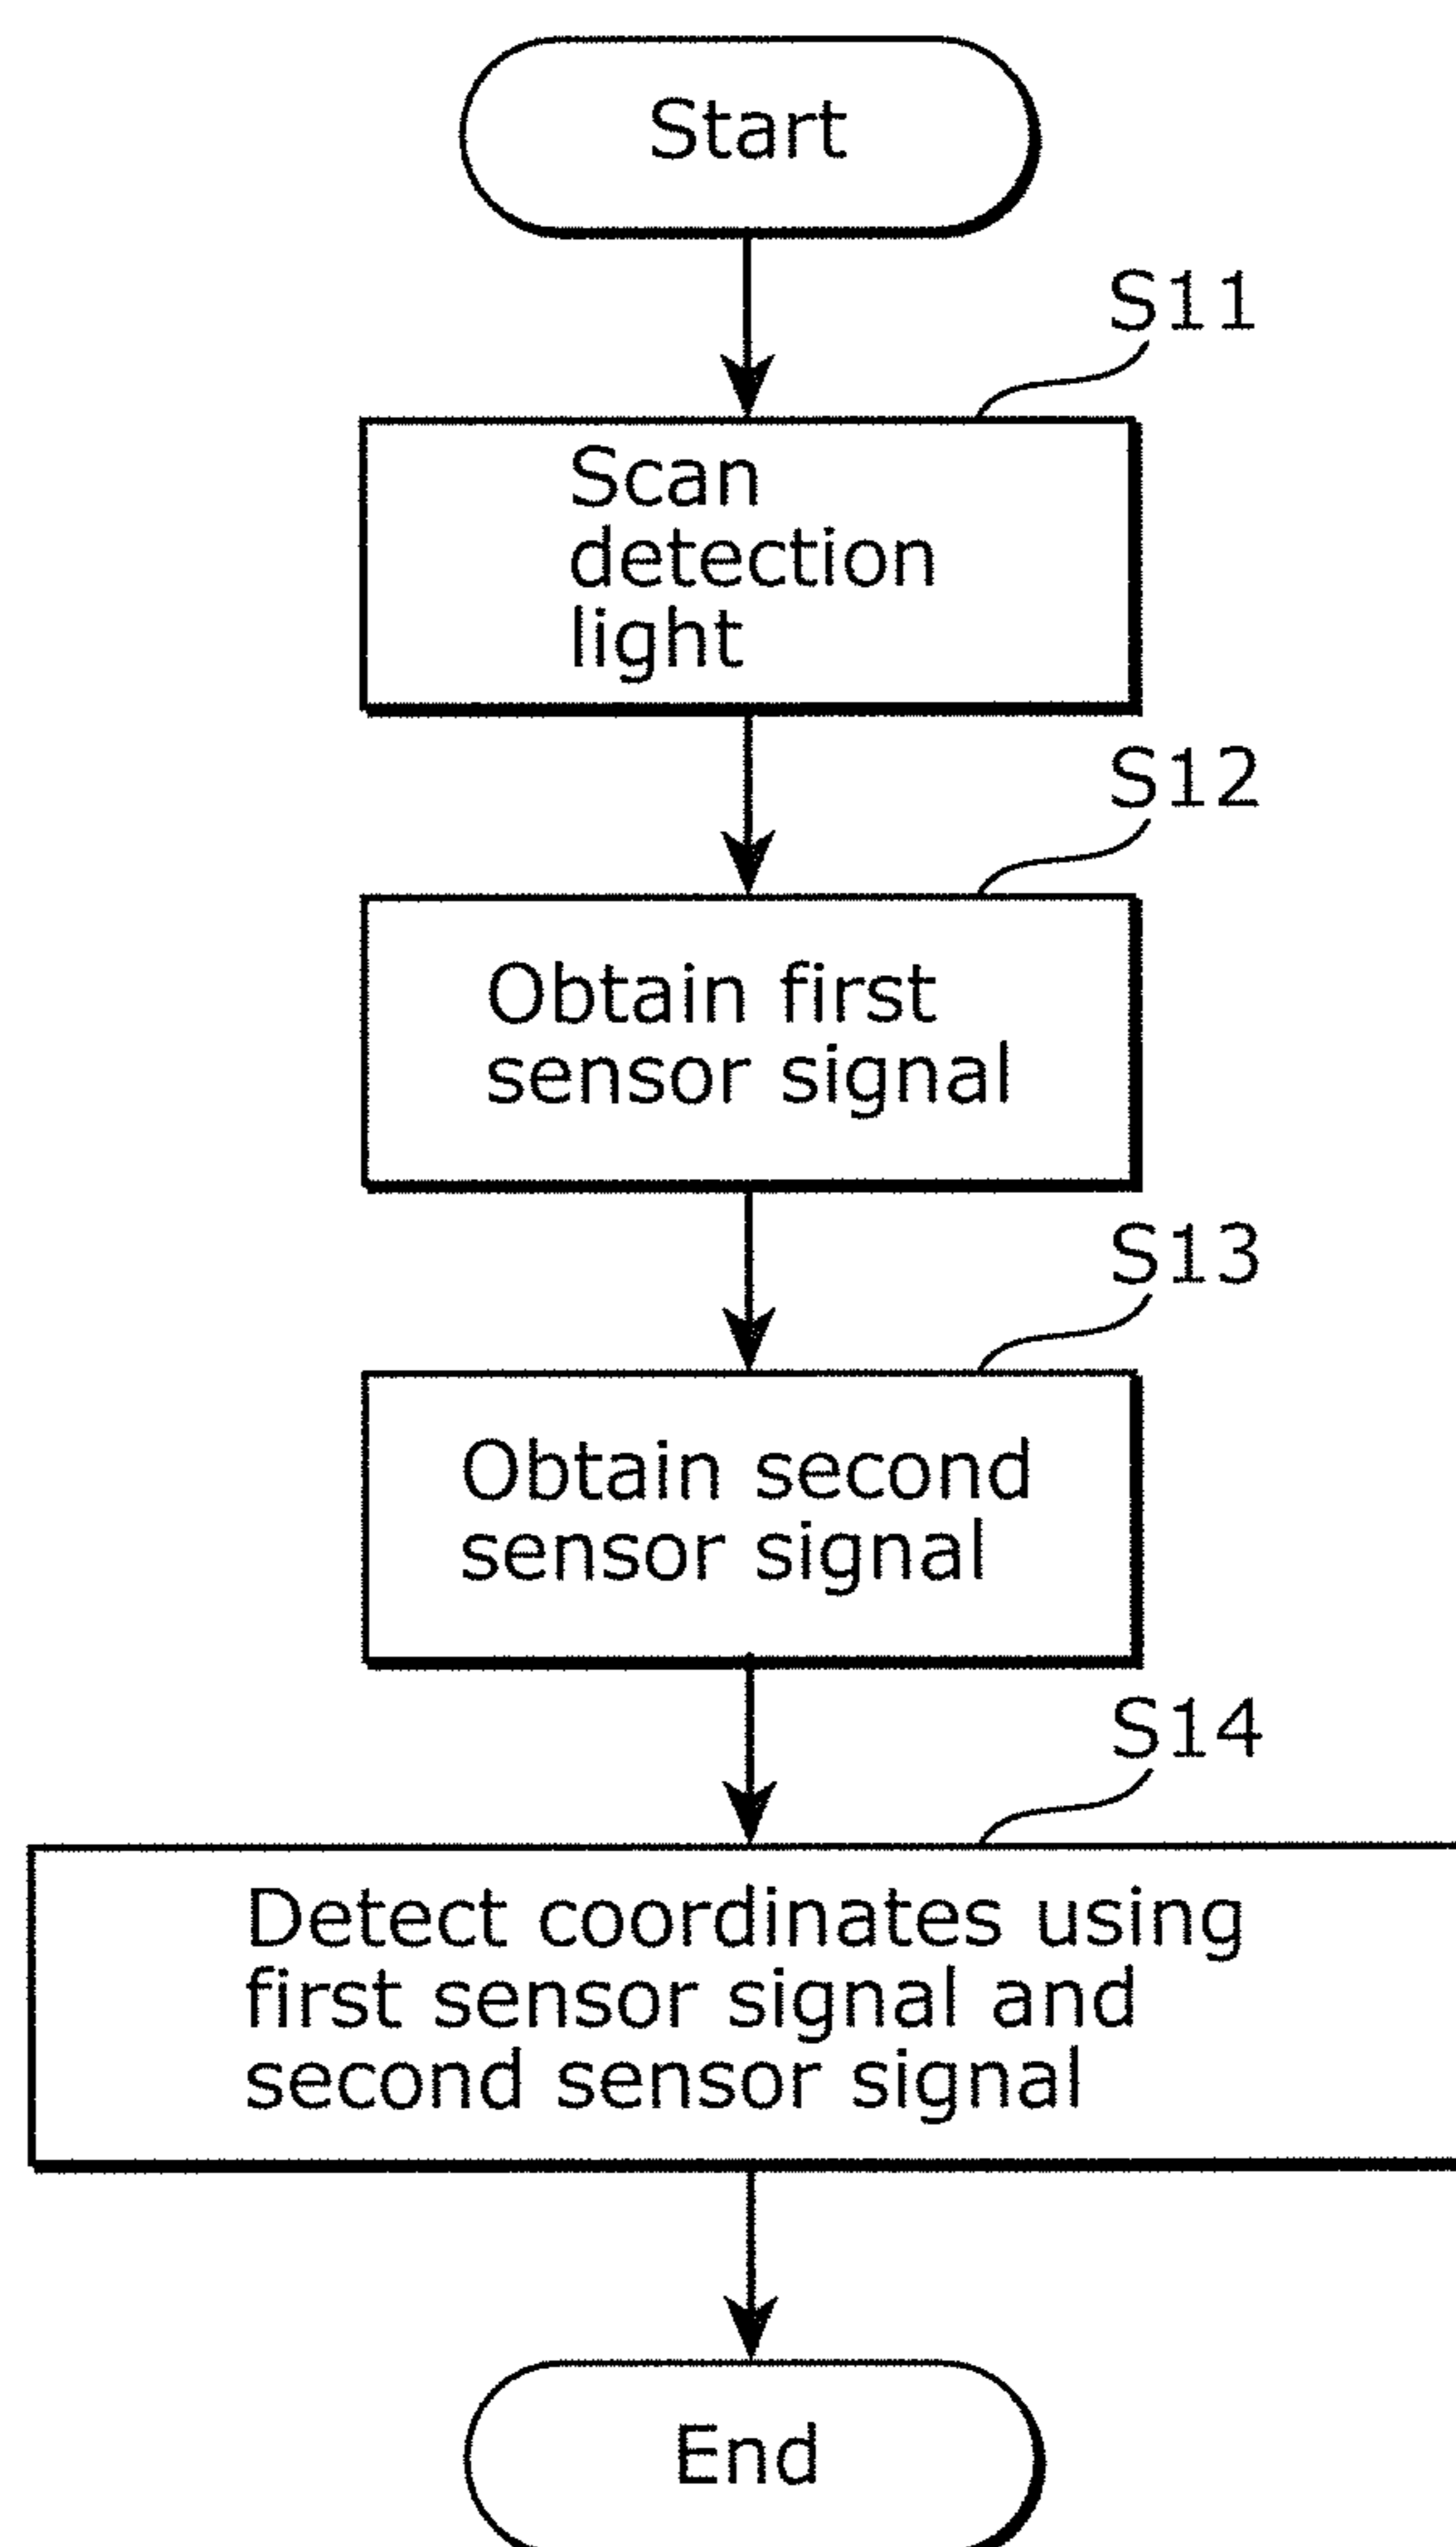 Start
S11
Scan
detection
light
S12
Obtain first
sensor signal
S13
Obtain second
sensor signal
S14
Detect coordinates using
first sensor signal and
second sensor signal
End